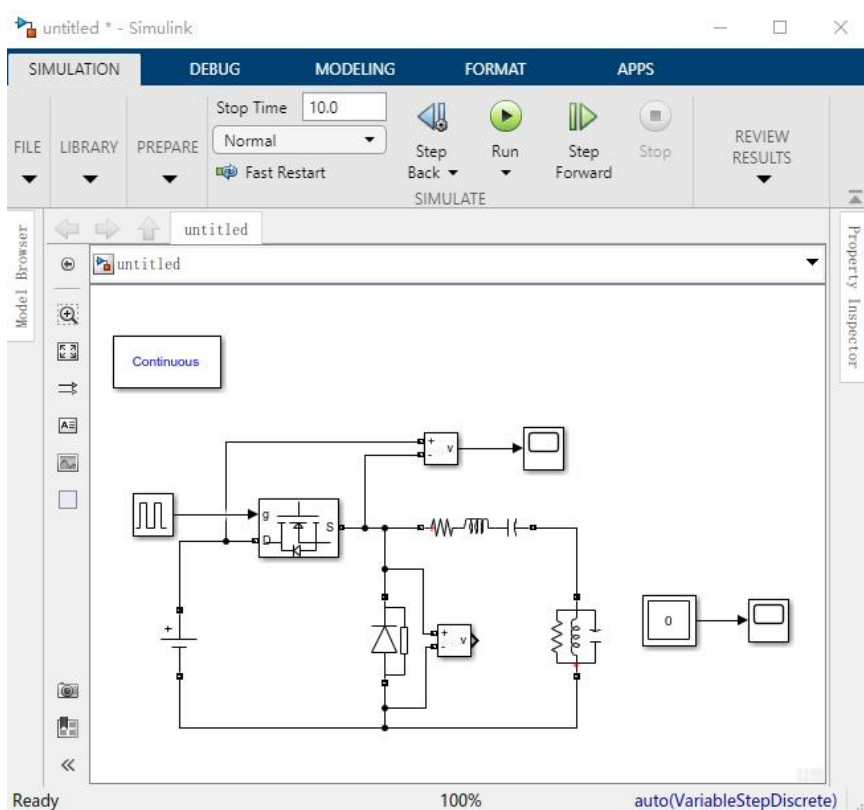 untitled * - Simulink
SIMULATION DEBUG MODELING FORMAT APPS
FILE
LIBRARY
PREPARE
Stop Time 10.0
Normal
Fast Restart
Step Back
Run
Step Forward
Stop
SIMULATE
REVIEW RESULTS
Model Browser
Property Inspector
untitled
untitled
Continuous
+
-
v
g
D
S
+
+
-
v
0
Ready
100%
auto(VariableStepDiscrete)